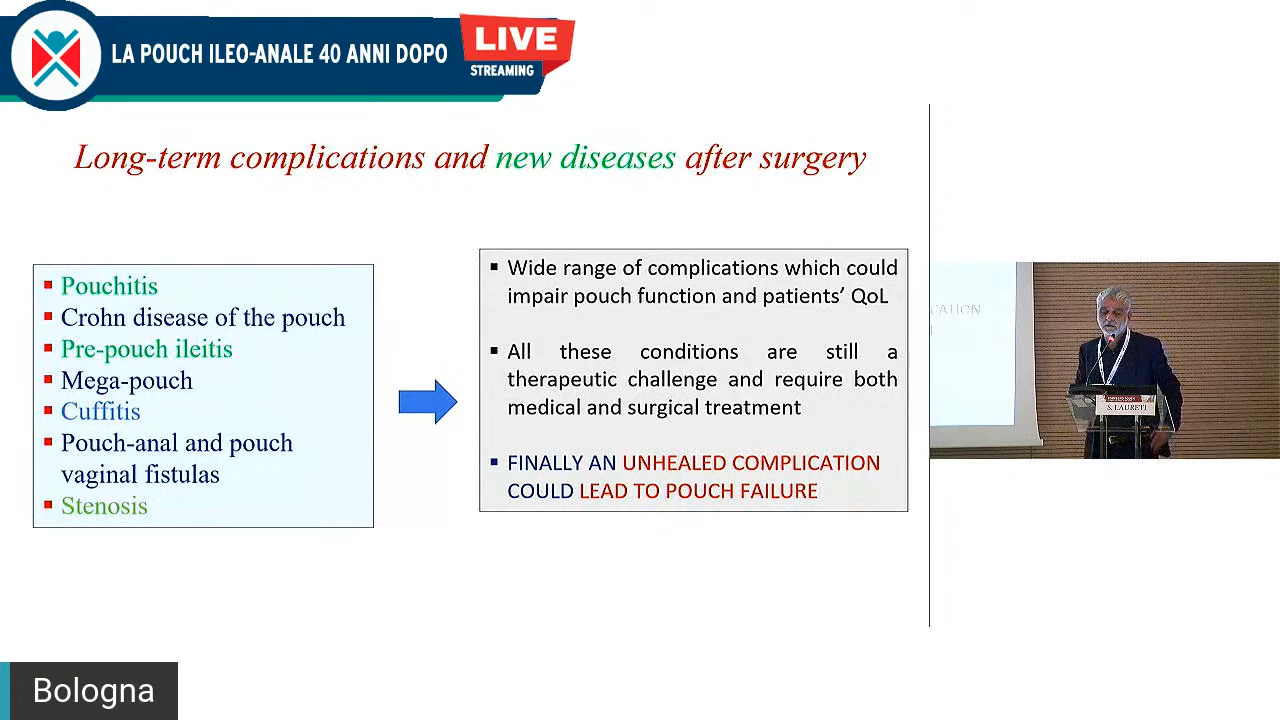 LA POUCH ILEO-ANALE 40 ANNI DOPO
LIVE
STREAMING
Long-term complications and new diseases after surgery
▪ Pouchitis
▪ Crohn disease of the pouch
▪ Pre-pouch ileitis
▪ Mega-pouch
▪ Cuffitis
▪ Pouch-anal and pouch
vaginal fistulas
▪ Stenosis
▪ Wide range of complications which could
impair pouch function and patients’ QoL
▪ All these conditions are still a
therapeutic challenge and require both
medical and surgical treatment
▪ FINALLY AN UNHEALED COMPLICATION
COULD LEAD TO POUCH FAILURE
S. LAURETI
Bologna